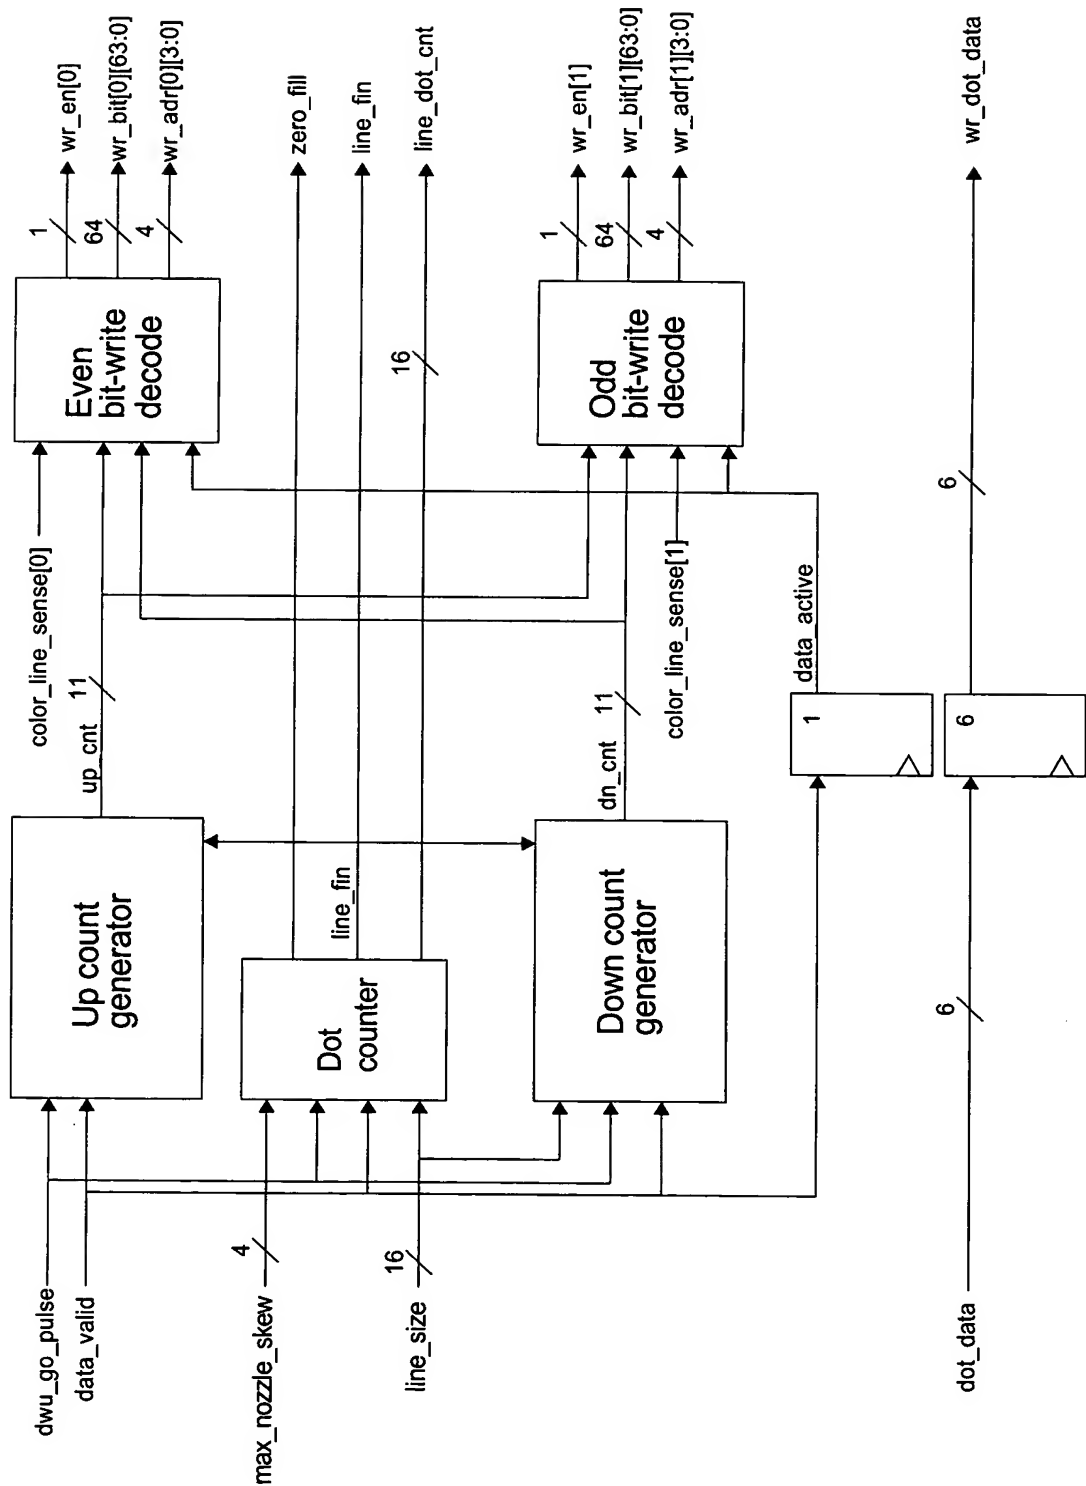 dwu_go_pulse
data_valid
max_nozzle_skew
4
line_size
16
dot_data
6
Up count
generator
Dot
counter
Down count
generator
up_cnt
11
line_fin
dn_cnt
11
color_line_sense[0]
color_line_sense[1]
data_active
1
6
Even
bit-write
decode
Odd
bit-write
decode
16
6
1
64
4
1
64
4
wr_en[0]
wr_bit[0][63:0]
wr_adr[0][3:0]
zero_fill
line_fin
line_dot_cnt
wr_en[1]
wr_bit[1][63:0]
wr_adr[1][3:0]
wr_dot_data